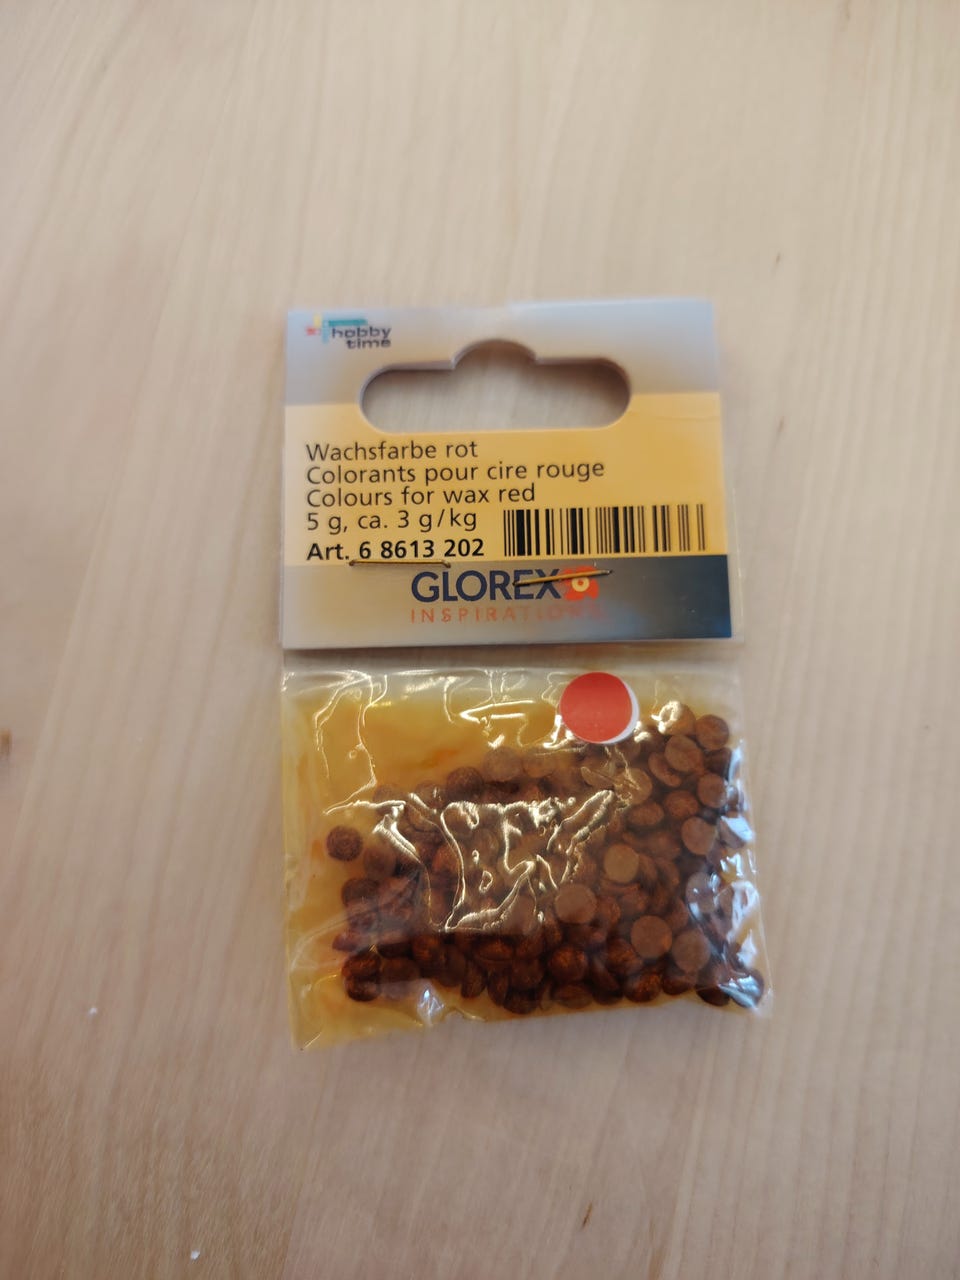 hobby
time
Wachsfarbe rot
Colorants pour cire rouge
Colours for wax red
5 g, ca. 3 g/kg
Art. 6 8613 202
GLOREX
INSPIRATIONS